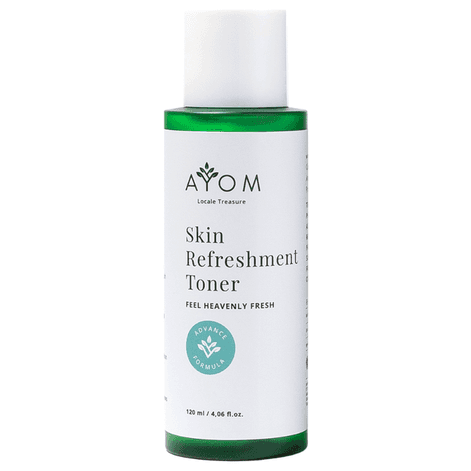 AYOM
Locale Treasure
Skin
Refreshment
Toner
FEEL HEAVENLY FRESH
ADVANCE
FORMULA
120 ml / 4,06 fl.oz.